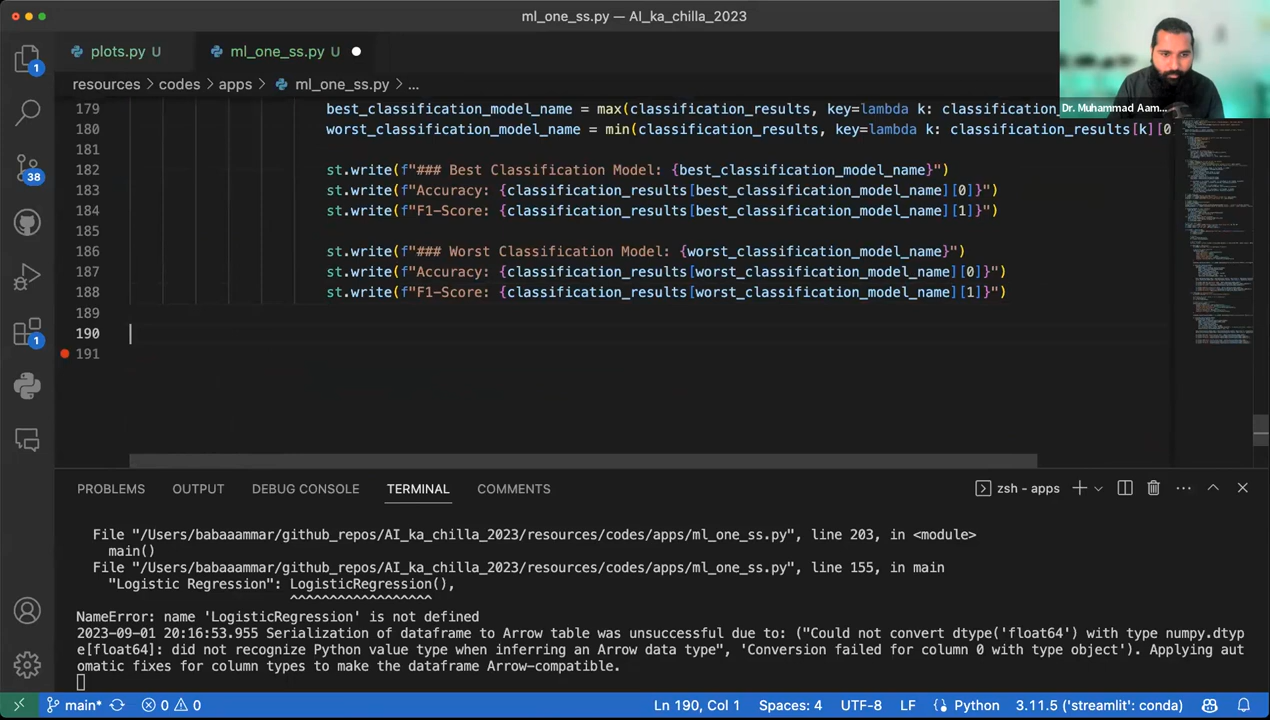 ml_one_ss.py — AI_ka_chilla_2023
plots.py U
ml_one_ss.py U
resources > codes > apps > ml_one_ss.py > ...
Dr. Muhammad Aam...
179 best_classification_model_name = max(classification_results, key=lambda k: classification_
180 worst_classification_model_name = min(classification_results, key=lambda k: classification_results[k][0
181
182 st.write(f"### Best Classification Model: {best_classification_model_name}")
183 st.write(f"Accuracy: {classification_results[best_classification_model_name][0]}")
184 st.write(f"F1-Score: {classification_results[best_classification_model_name][1]}")
185
186 st.write(f"### Worst Classification Model: {worst_classification_model_name}")
187 st.write(f"Accuracy: {classification_results[worst_classification_model_name][0]}")
188 st.write(f"F1-Score: {classification_results[worst_classification_model_name][1]}")
189
190
191
1
38
1
PROBLEMS OUTPUT DEBUG CONSOLE TERMINAL COMMENTS
zsh - apps
File "/Users/babaaammar/github_repos/AI_ka_chilla_2023/resources/codes/apps/ml_one_ss.py", line 203, in <module>
main()
File "/Users/babaaammar/github_repos/AI_ka_chilla_2023/resources/codes/apps/ml_one_ss.py", line 155, in main
"Logistic Regression": LogisticRegression(),
^^^^^^^^^^^^^^^^^^
NameError: name 'LogisticRegression' is not defined
2023-09-01 20:16:53.955 Serialization of dataframe to Arrow table was unsuccessful due to: ("Could not convert dtype('float64') with type numpy.dtyp
e[float64]: did not recognize Python value type when inferring an Arrow data type", 'Conversion failed for column 0 with type object'). Applying aut
omatic fixes for column types to make the dataframe Arrow-compatible.
main* 0 0 Ln 190, Col 1 Spaces: 4 UTF-8 LF Python 3.11.5 ('streamlit': conda)